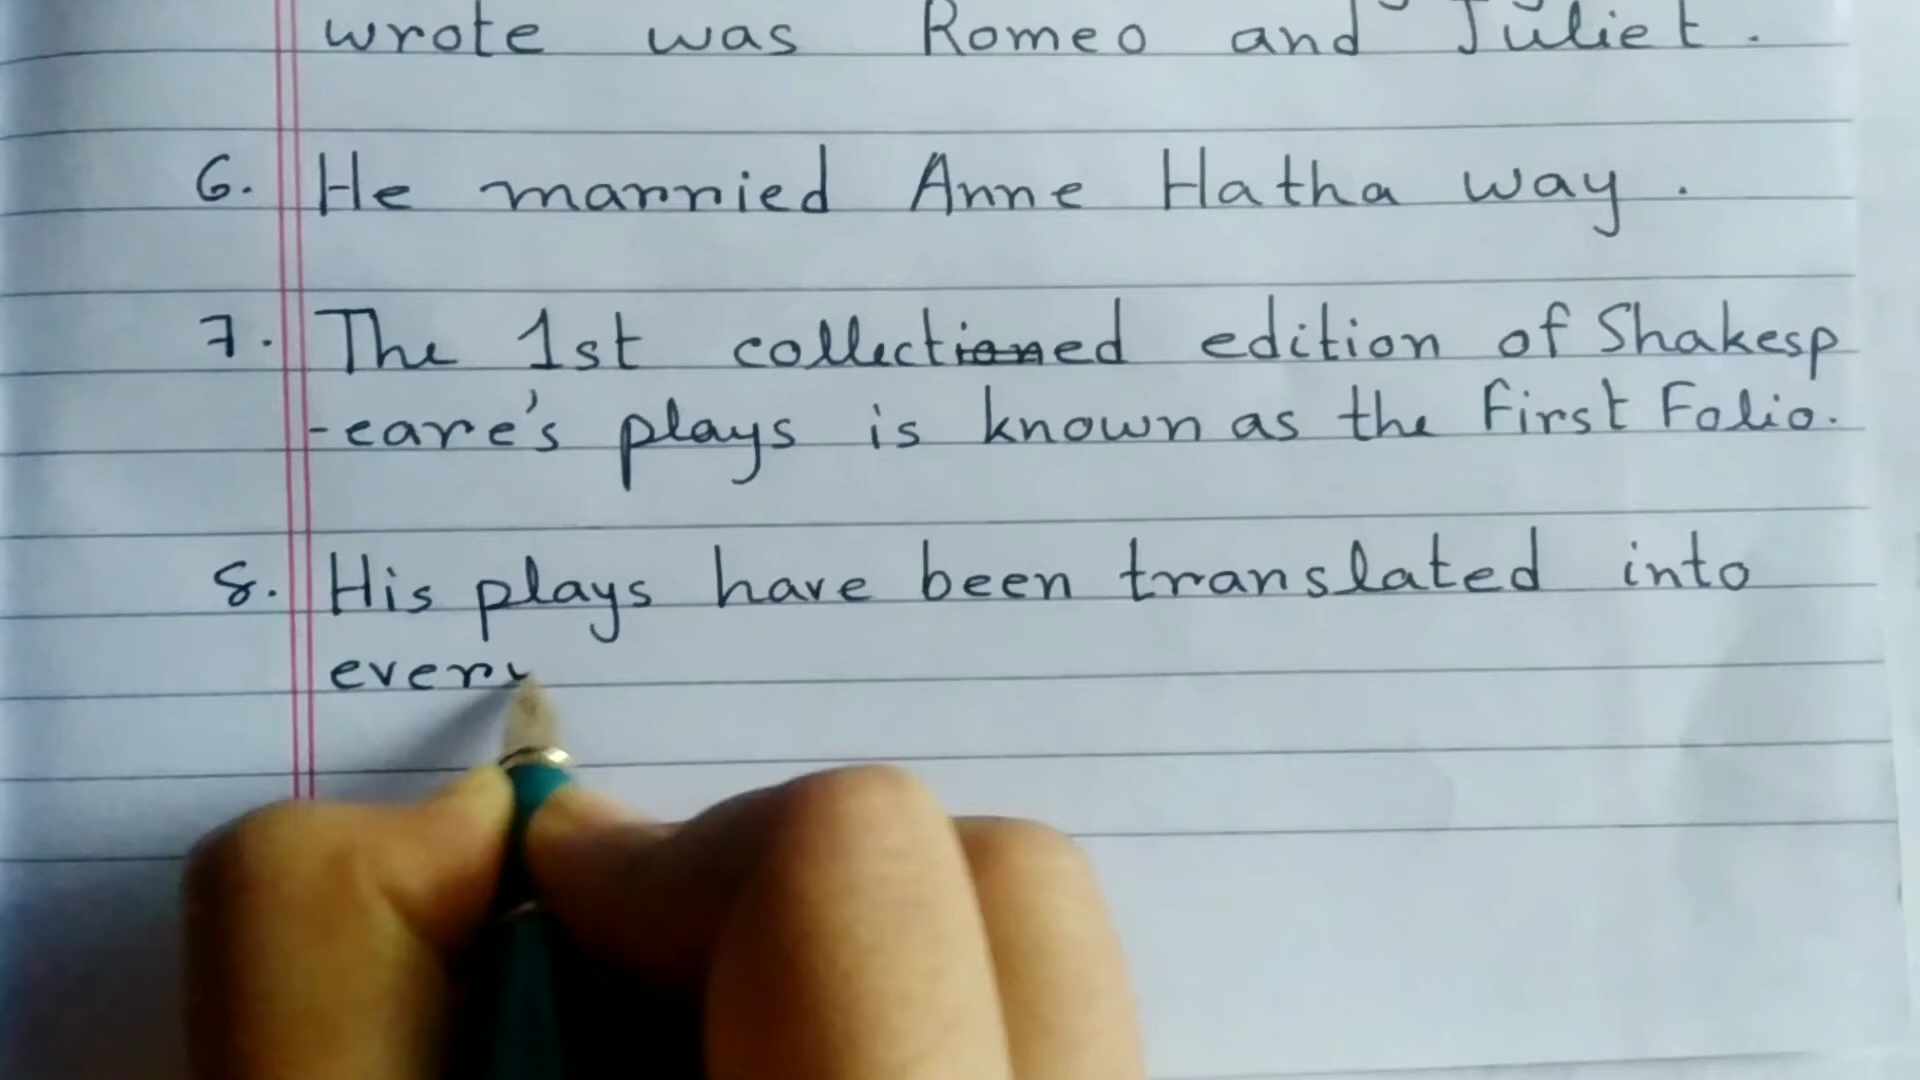 wrote was Romeo and Juliet.
6. He married Anne Hatha way.
7. The 1st collectioned edition of Shakesp
-eare's plays is known as the First Folio.
8. His plays have been translated into
every